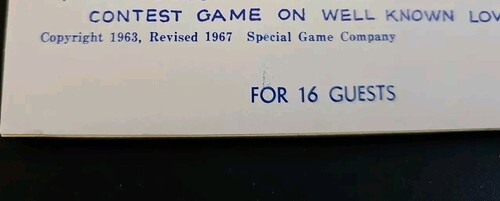 CONTEST GAME ON WELL KNOWN
Copyright 1963, Revised 1967 Special Game Company
FOR 16 GUESTS